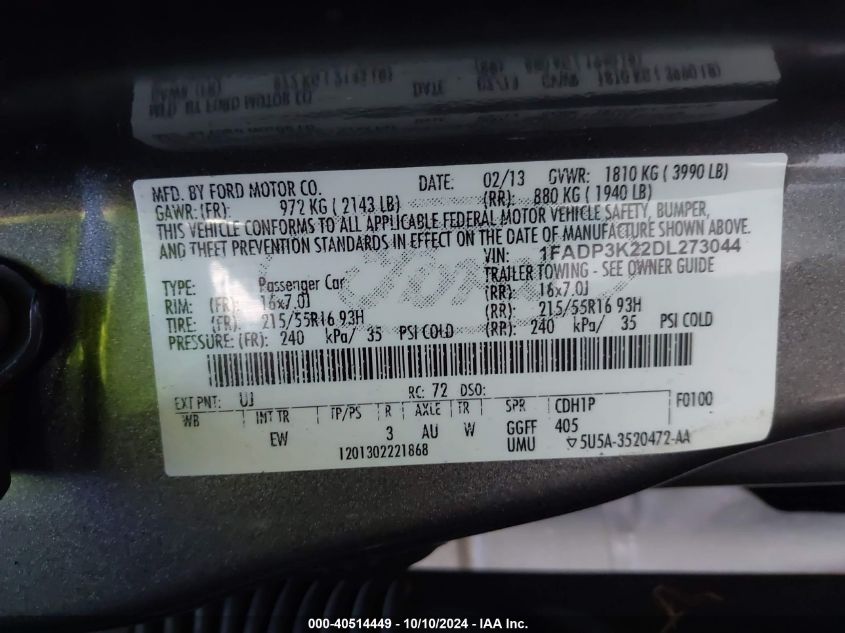 MFD. BY FORD MOTOR CO.
DATE: 02/13 GVWR: 1810 KG ( 3990 LB)
GAWR: (FR): 972 KG ( 2143 LB) (RR): 880 KG ( 1940 LB)
THIS VEHICLE CONFORMS TO ALL APPLICABLE FEDERAL MOTOR VEHICLE SAFETY, BUMPER,
AND THEFT PREVENTION STANDARDS IN EFFECT ON THE DATE OF MANUFACTURE SHOWN ABOVE.
VIN: 1FADP3K22DL273044
TYPE: Passenger Car TRAILER TOWING - SEE OWNER GUIDE
RIM: (FR): 16x7.0J (RR): 16x7.0J
TIRE: (FR): 215/55R16 93H (RR): 215/55R16 93H
PRESSURE: (FR): 240 kPa/ 35 PSI COLD (RR): 240 kPa/ 35 PSI COLD
EXT PNT: UJ RC: 72 DSO: F0100
WB INT TR TP/PS R AXLE TR SPR CDH1P
EW 3 AU W GGFF 405
1201302221868 UMU 5U5A-3520472-AA
000-40514449 - 10/10/2024 - IAA Inc.